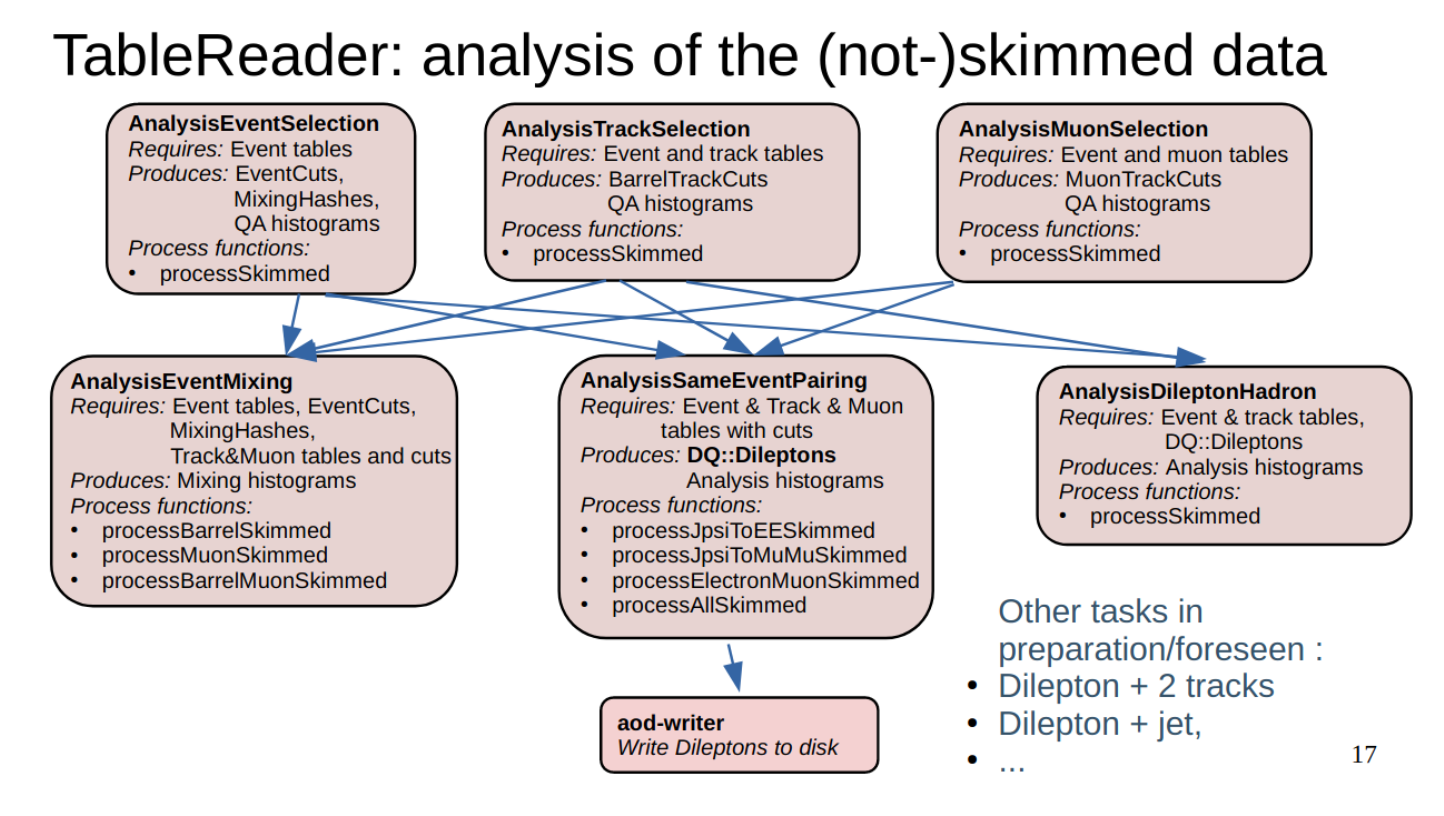 TableReader: analysis of the (not-)skimmed data
AnalysisEventSelection
Requires: Event tables
Produces: EventCuts,
MixingHashes,
QA histograms
Process functions:
• processSkimmed
AnalysisTrackSelection
Requires: Event and track tables
Produces: BarrelTrackCuts
QA histograms
Process functions:
• processSkimmed
AnalysisMuonSelection
Requires: Event and muon tables
Produces: MuonTrackCuts
QA histograms
Process functions:
• processSkimmed
AnalysisEventMixing
Requires: Event tables, EventCuts,
MixingHashes,
Track&Muon tables and cuts
Produces: Mixing histograms
Process functions:
• processBarrelSkimmed
• processMuonSkimmed
• processBarrelMuonSkimmed
AnalysisSameEventPairing
Requires: Event & Track & Muon
tables with cuts
Produces: DQ::Dileptons
Analysis histograms
Process functions:
• processJpsiToEESkimmed
• processJpsiToMuMuSkimmed
• processElectronMuonSkimmed
• processAllSkimmed
AnalysisDileptonHadron
Requires: Event & track tables,
DQ::Dileptons
Produces: Analysis histograms
Process functions:
• processSkimmed
aod-writer
Write Dileptons to disk
Other tasks in
preparation/foreseen :
• Dilepton + 2 tracks
• Dilepton + jet,
• ...
17